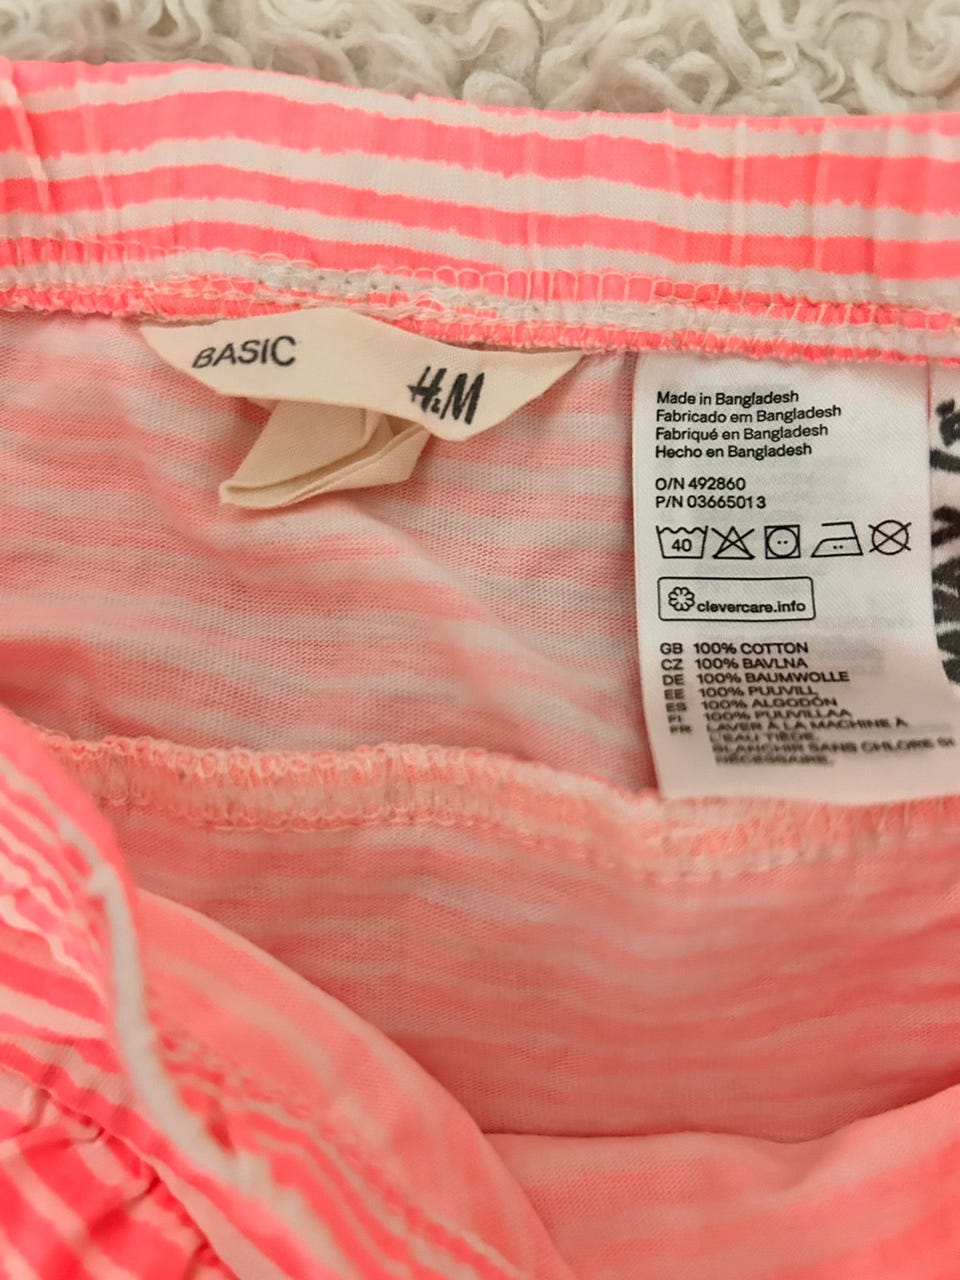 BASIC
H&M
Made in Bangladesh
Fabricado em Bangladesh
Fabriqué en Bangladesh
Hecho en Bangladesh
O/N 492860
P/N 03665013
40
clevercare.info
GB 100% COTTON
CZ 100% BAVLNA
DE 100% BAUMWOLLE
EE 100% PUUVILL
ES 100% ALGODÓN
FI 100% PUUVILLAA
FR LAVER À LA MACHINE À
L'EAU TIÈDE.
BLANCHIR SANS CHLORE SI
NÉCESSAIRE.